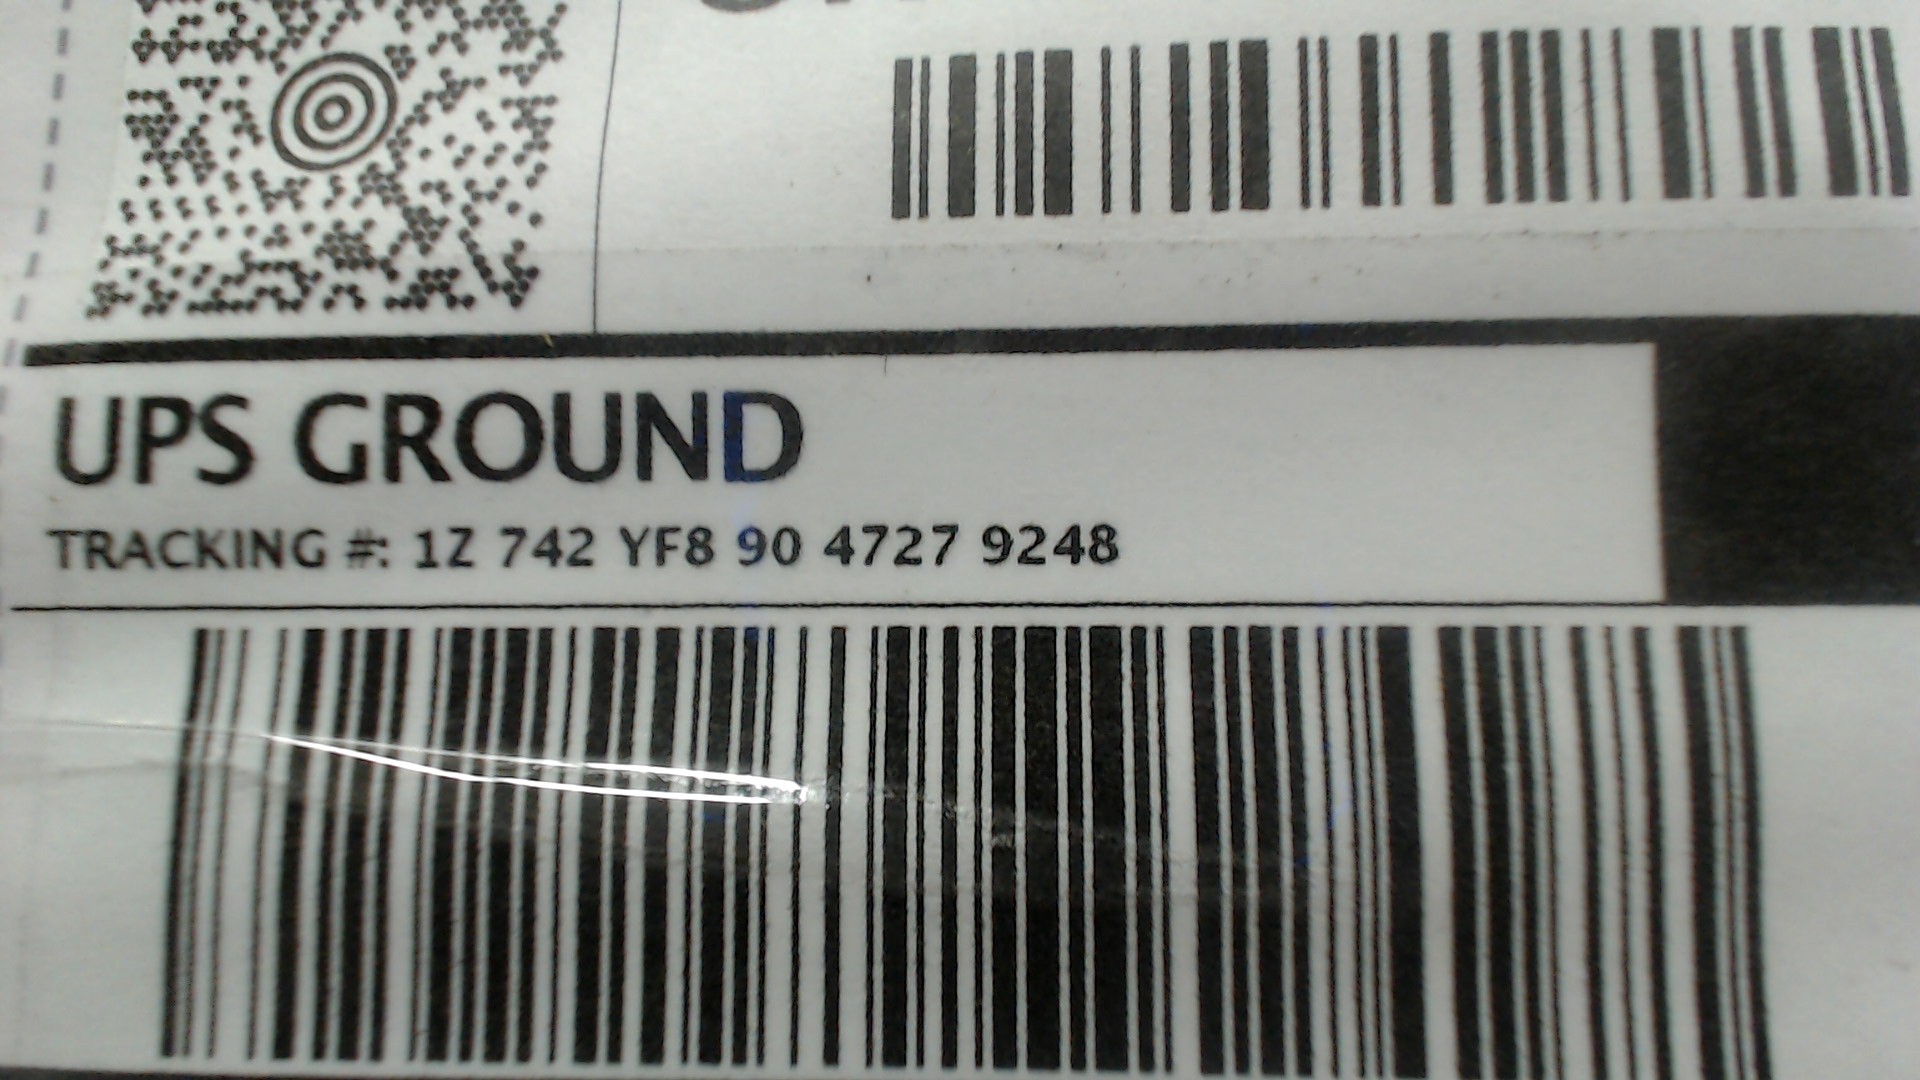 UPS GROUND
TRACKING #: 1Z 742 YF8 90 4727 9248